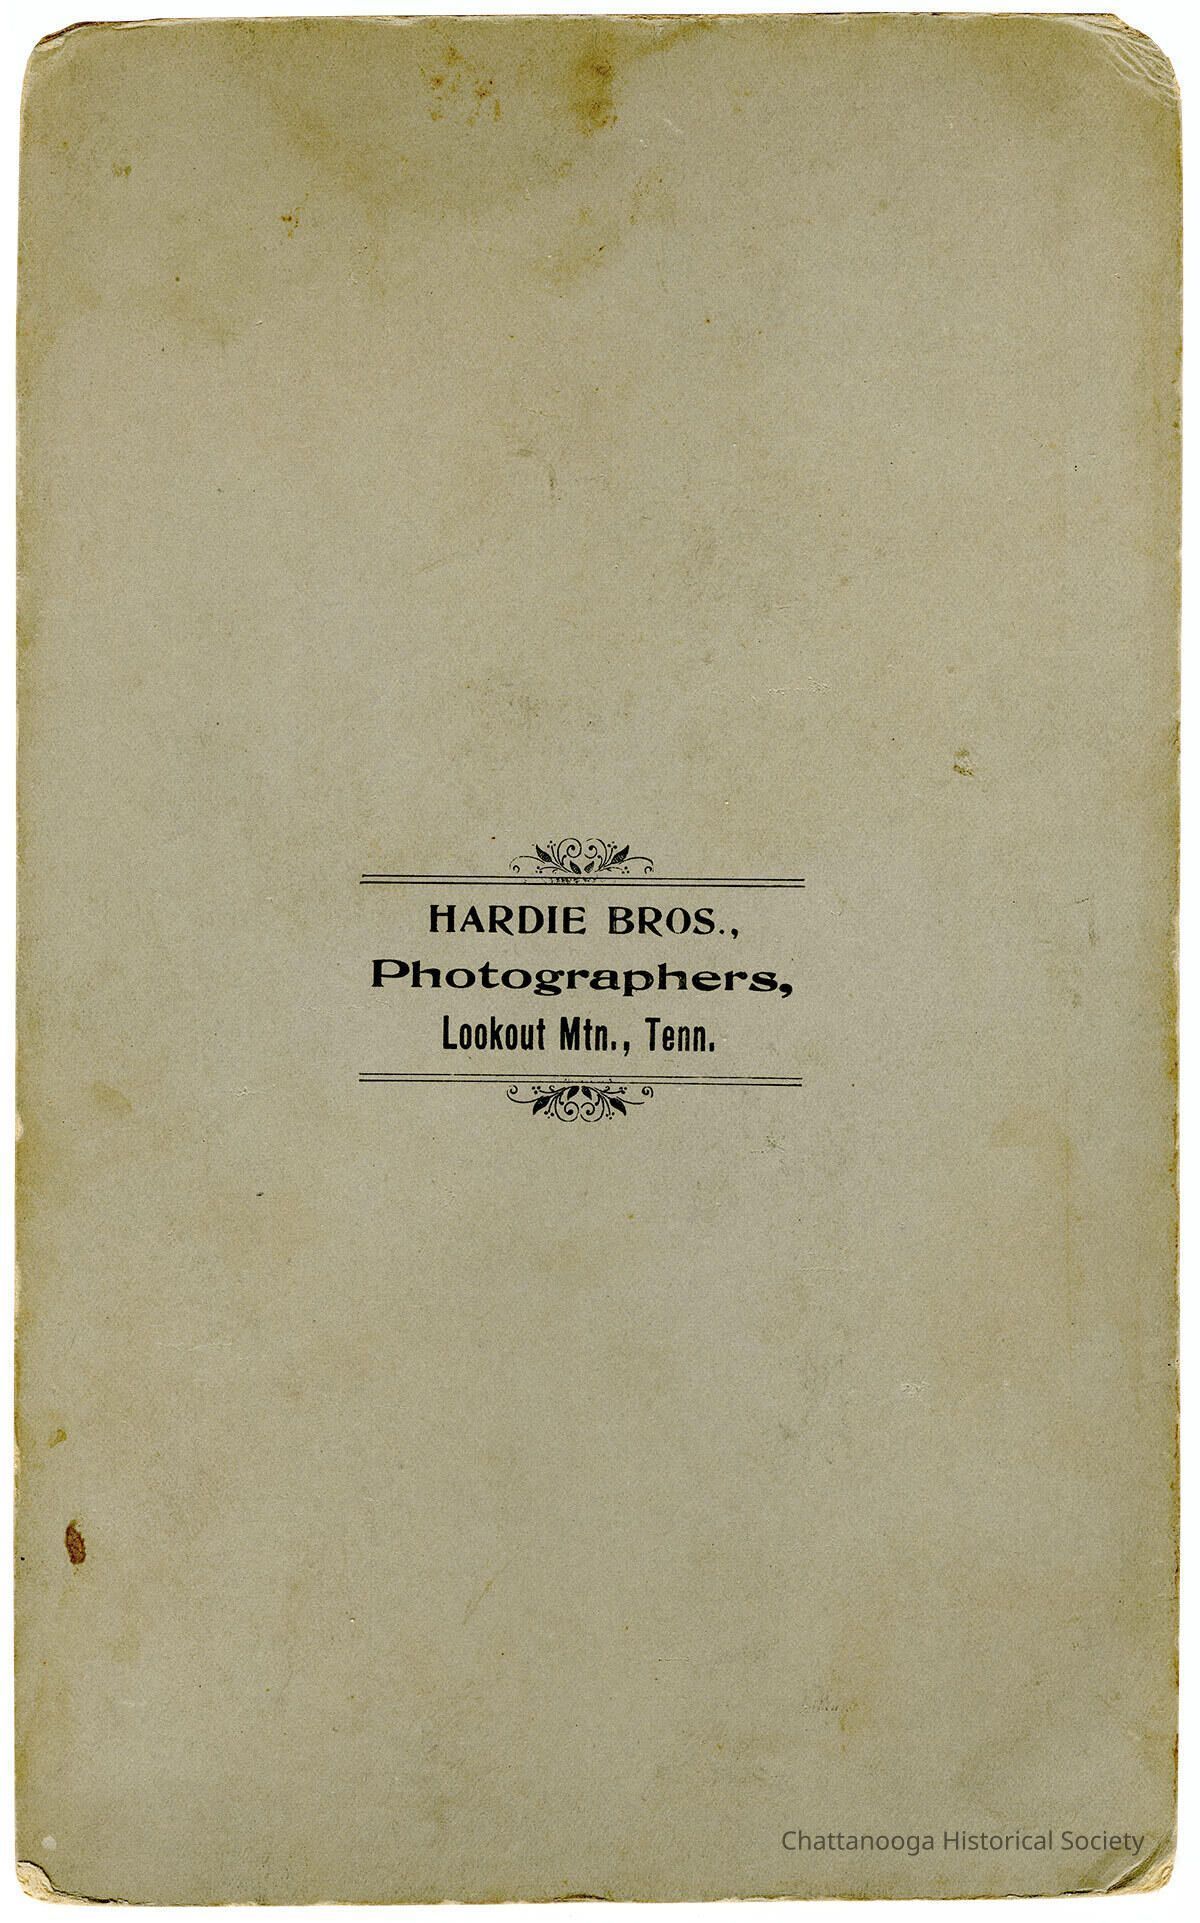 HARDIE BROS.,
Photographers,
Lookout Mtn., Tenn.
Chattanooga Historical Society